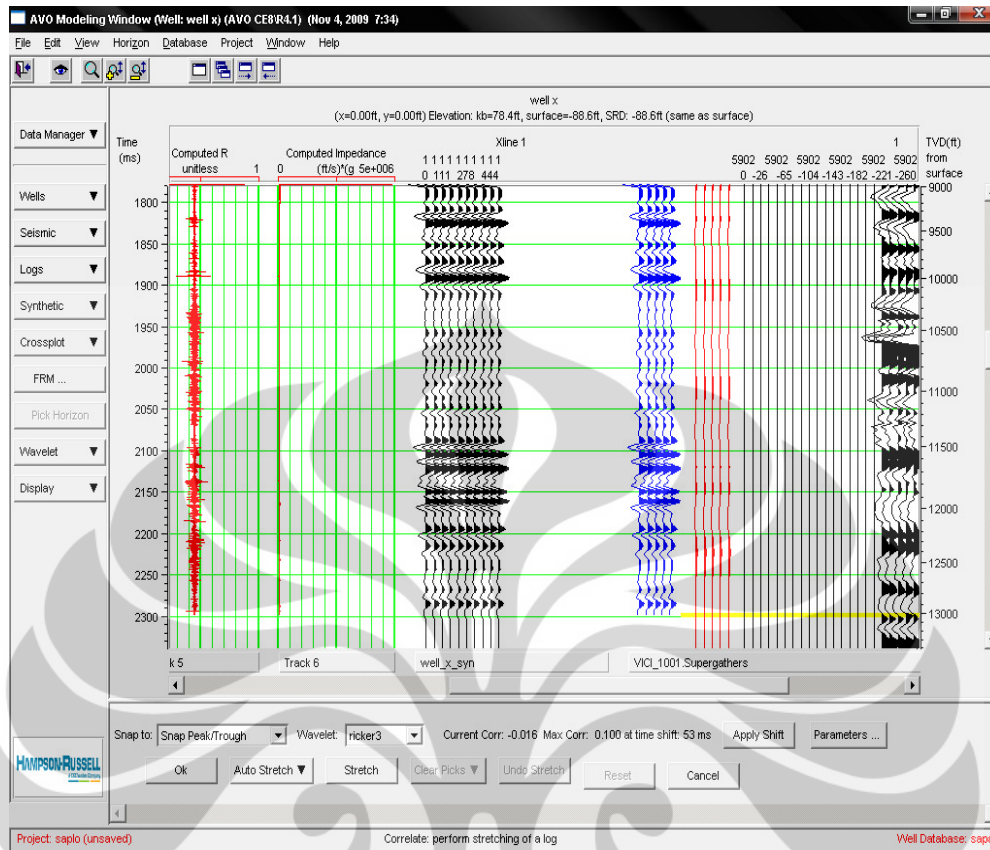 AVO Modeling Window (Well: well x) (AVO CE8\R4.1) (Nov 4, 2009 7:34)
File Edit View Horizon Database Project Window Help
well x
(x=0.00ft, y=0.00ft) Elevation: kb=78.4ft, surface=-88.6ft, SRD: -88.6ft (same as surface)
Data Manager
Wells
Seismic
Logs
Synthetic
Crossplot
FRM ...
Pick Horizon
Wavelet
Display
Time (ms)
Computed R
unitless 1
Computed Impedance
0 (ft/s)*(g 5e+006
Xline 1
1 1 1 1 1 1 1 1 1
0 111 278 444
1
5902 5902 5902 5902 5902 5902
0 -26 -65 -104 -143 -182 -221 -260
TVD(ft)
from
surface
1800
1850
1900
1950
2000
2050
2100
2150
2200
2250
2300
9000
9500
10000
10500
11000
11500
12000
12500
13000
k 5 Track 6 well_x_syn VICI_1001.Supergathers
Snap to: Snap Peak/Trough Wavelet: ricker3 Current Corr: -0.016 Max Corr: 0.100 at time shift: 53 ms Apply Shift Parameters ...
Ok Auto Stretch Stretch Clear Picks Undo Stretch Reset Cancel
HAMPSON-RUSSELL
Project: saplo (unsaved) Correlate: perform stretching of a log Well Database: sapl